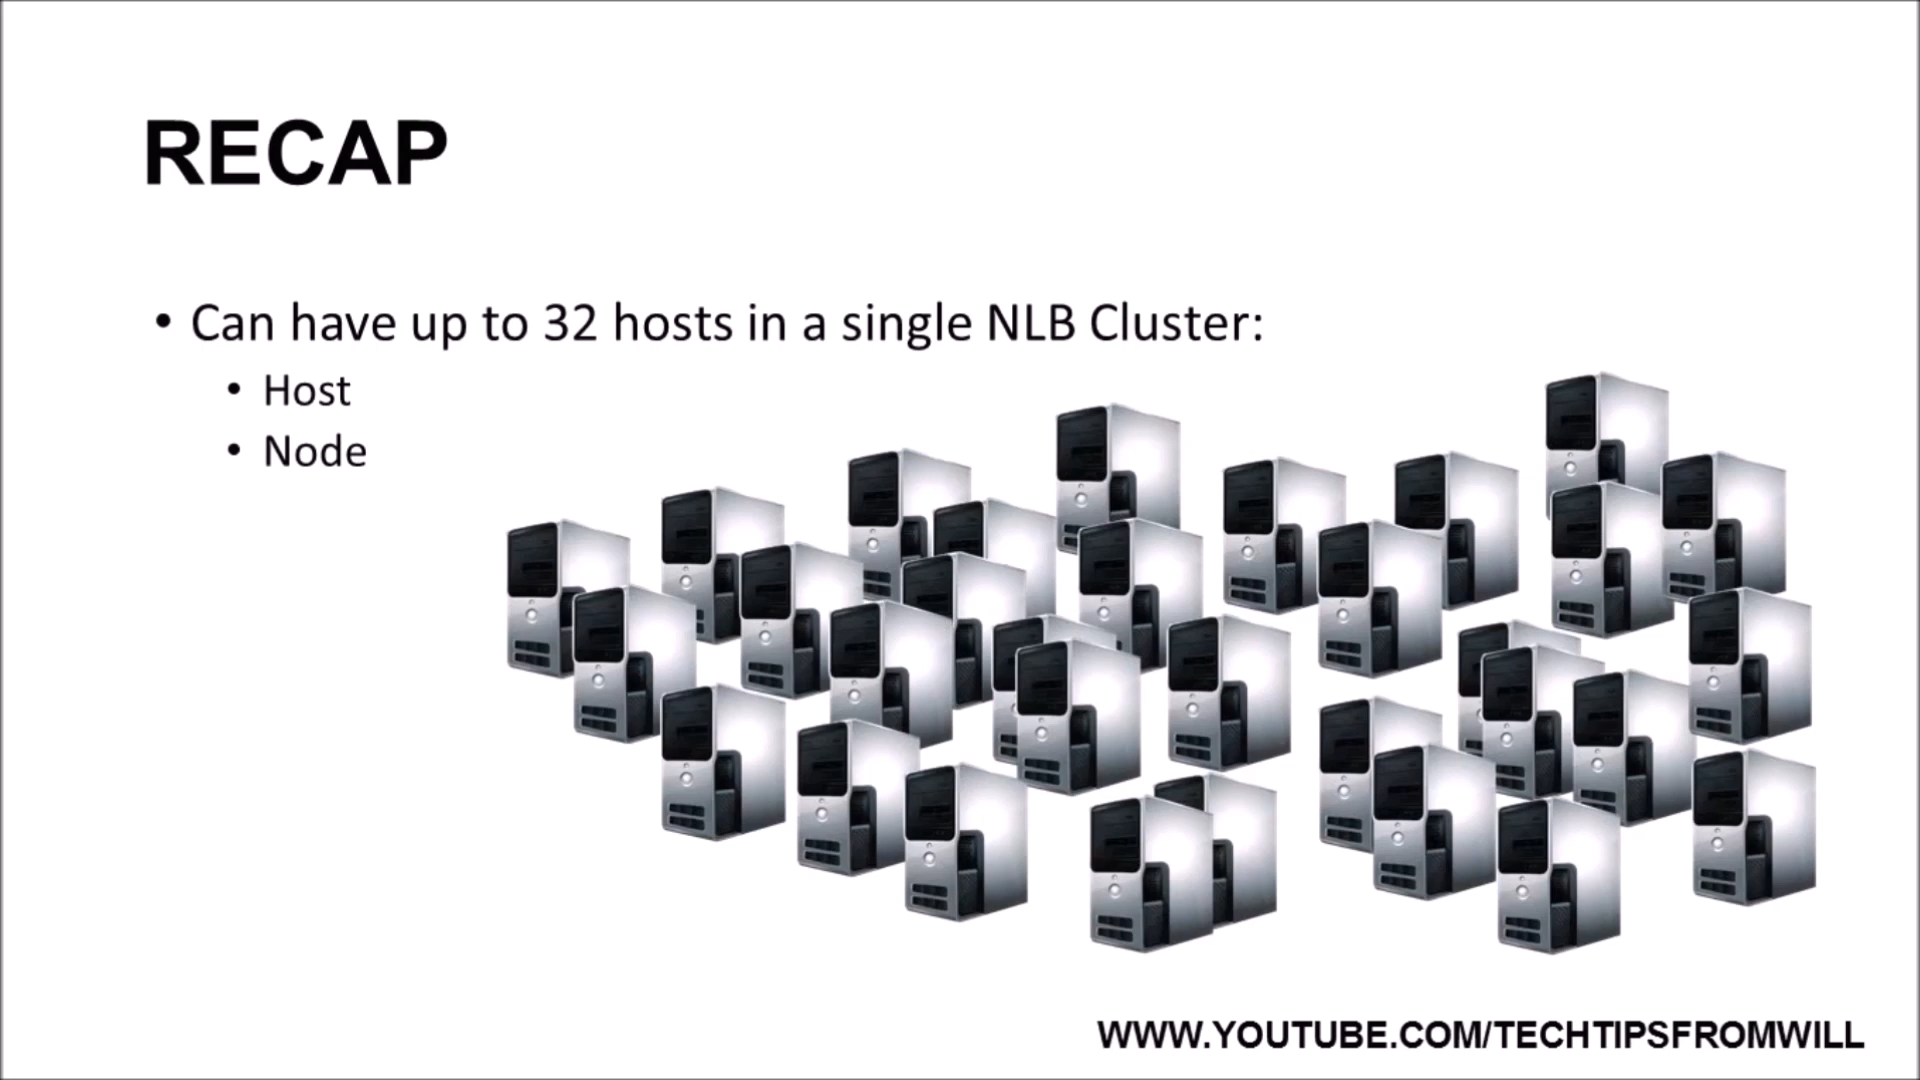 RECAP
• Can have up to 32 hosts in a single NLB Cluster:
• Host
• Node
WWW.YOUTUBE.COM/TECHTIPSFROMWILL